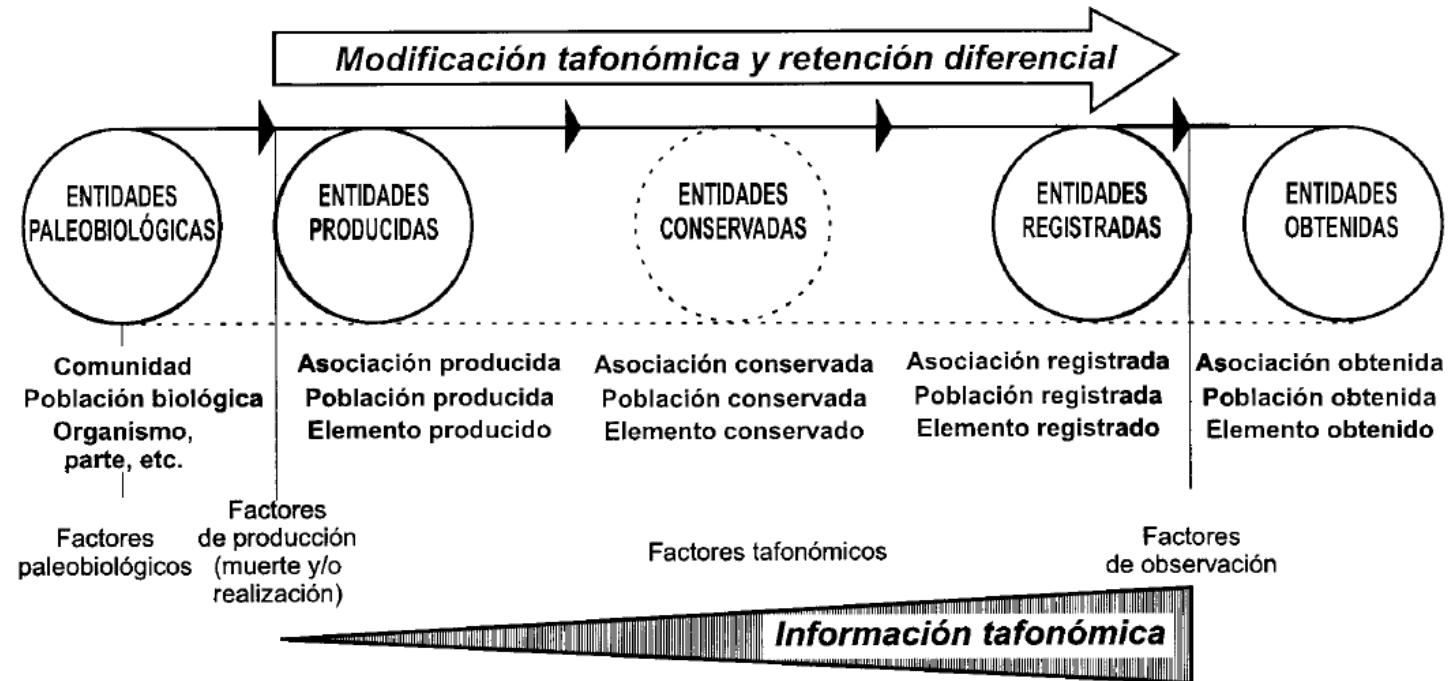 Modificación tafonómica y retención diferencial
ENTIDADES
PALEOBIOLÓGICAS
ENTIDADES
PRODUCIDAS
ENTIDADES
CONSERVADAS
ENTIDADES
REGISTRADAS
ENTIDADES
OBTENIDAS
Comunidad
Población biológica
Organismo,
parte, etc.
Asociación producida
Población producida
Elemento producido
Asociación conservada
Población conservada
Elemento conservado
Asociación registrada
Población registrada
Elemento registrado
Asociación obtenida
Población obtenida
Elemento obtenido
Factores
paleobiológicos
Factores
de producción
(muerte y/o
realización)
Factores tafonómicos
Factores
de observación
Información tafonómica